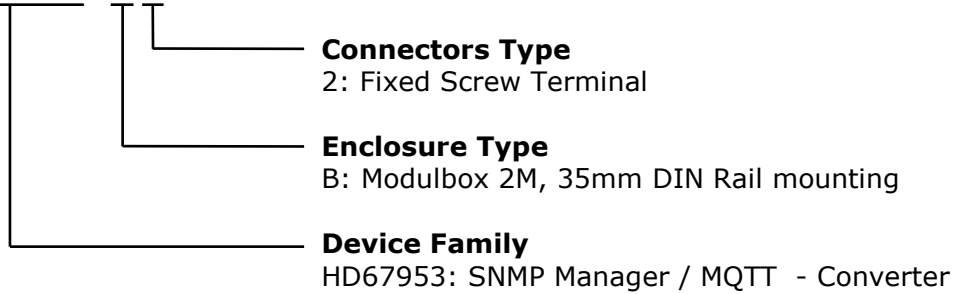 Connectors Type
2: Fixed Screw Terminal
Enclosure Type
B: Modulbox 2M, 35mm DIN Rail mounting
Device Family
HD67953: SNMP Manager / MQTT - Converter